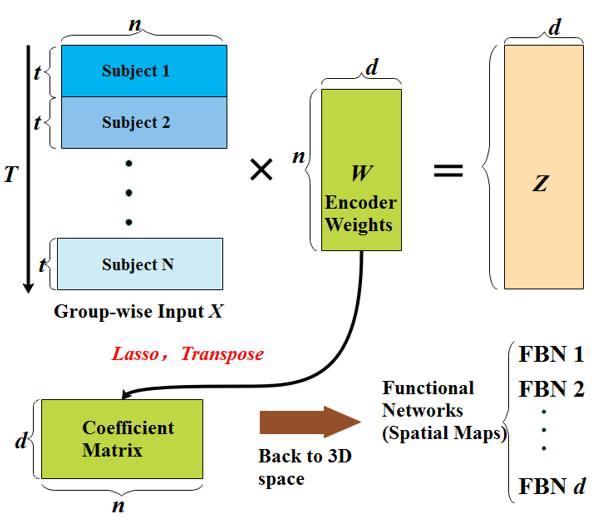 n
d
t
Subject 1
d
t
Subject 2
T
n
×
W
=
Z
Encoder
Weights
t
Subject N
Group-wise Input X
Lasso， Transpose
FBN 1
Functional
Networks
(Spatial Maps)
FBN 2
d
Coefficient
Matrix
Back to 3D
space
FBN d
n